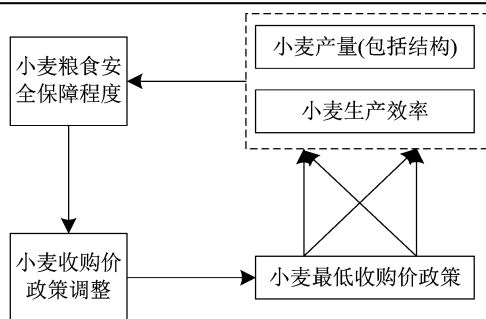 小麦粮食安
全保障程度
小麦产量(包括结构)
小麦生产效率
小麦收购价
政策调整
小麦最低收购价政策